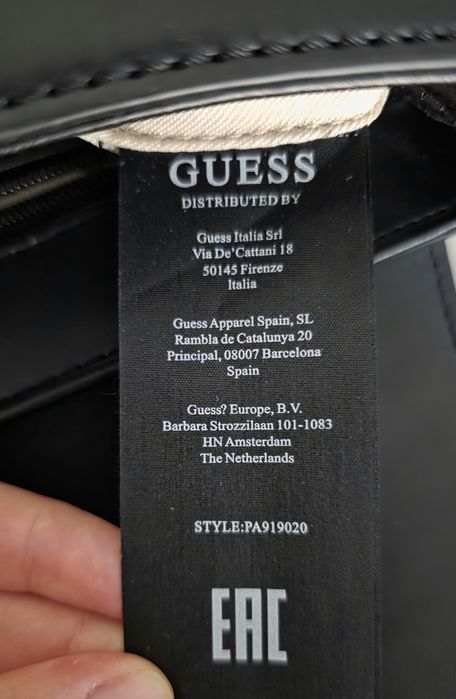 GUESS
DISTRIBUTED BY
Guess Italia Srl
Via De'Cattani 18
50145 Firenze
Italia
Guess Apparel Spain, SL
Rambla de Catalunya 20
Principal, 08007 Barcelona
Spain
Guess? Europe, B.V.
Barbara Strozzilaan 101-1083
HN Amsterdam
The Netherlands
STYLE:PA919020
EAC